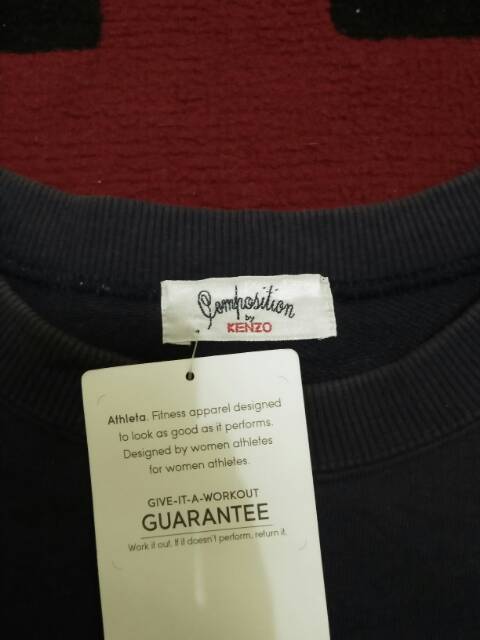 Composition
by
KENZO
Athleta. Fitness apparel designed
to look as good as it performs.
Designed by women athletes
for women athletes.
GIVE-IT-A-WORKOUT
GUARANTEE
Work it out. If it doesn't perform, return it.